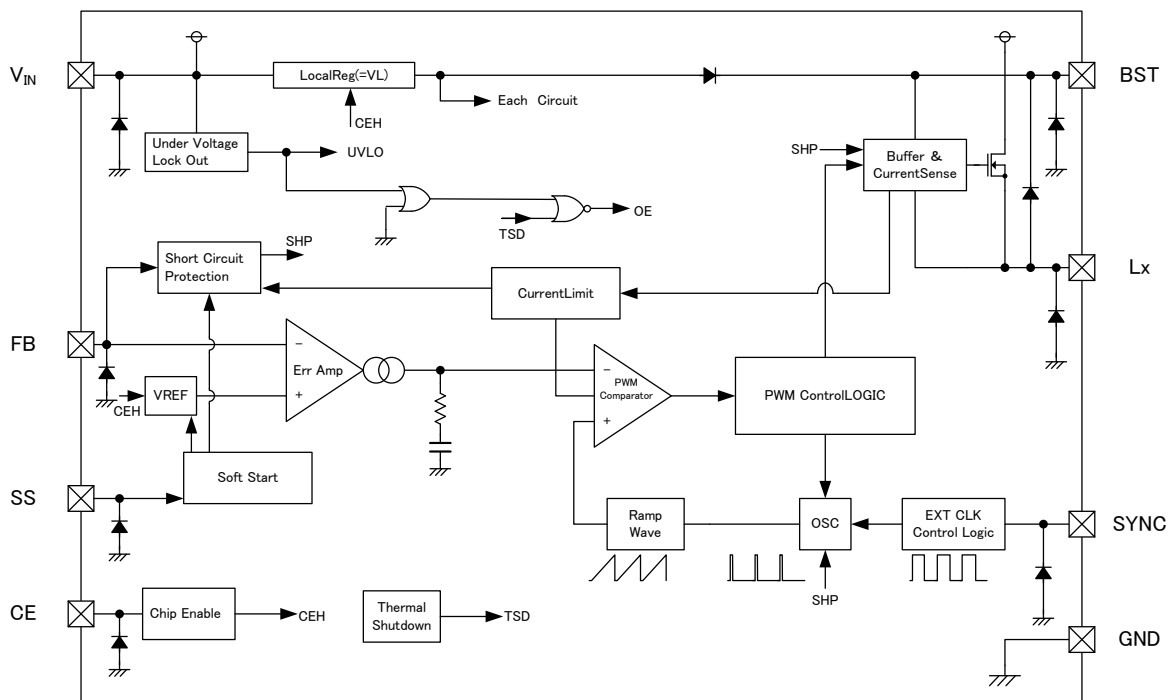 VIN
LocalReg(=VL)
BST
Each Circuit
CEH
Under Voltage
Lock Out
UVLO
SHP
Buffer &
CurrentSense
OE
TSD
SHP
Short Circuit
Protection
Lx
CurrentLimit
FB
－
Err Amp
+
－
PWM
Comparator
+
PWM ControlLOGIC
VREF
CEH
Soft Start
SS
Ramp
Wave
OSC
EXT CLK
Control Logic
SYNC
SHP
CE
Chip Enable
CEH
Thermal
Shutdown
TSD
GND